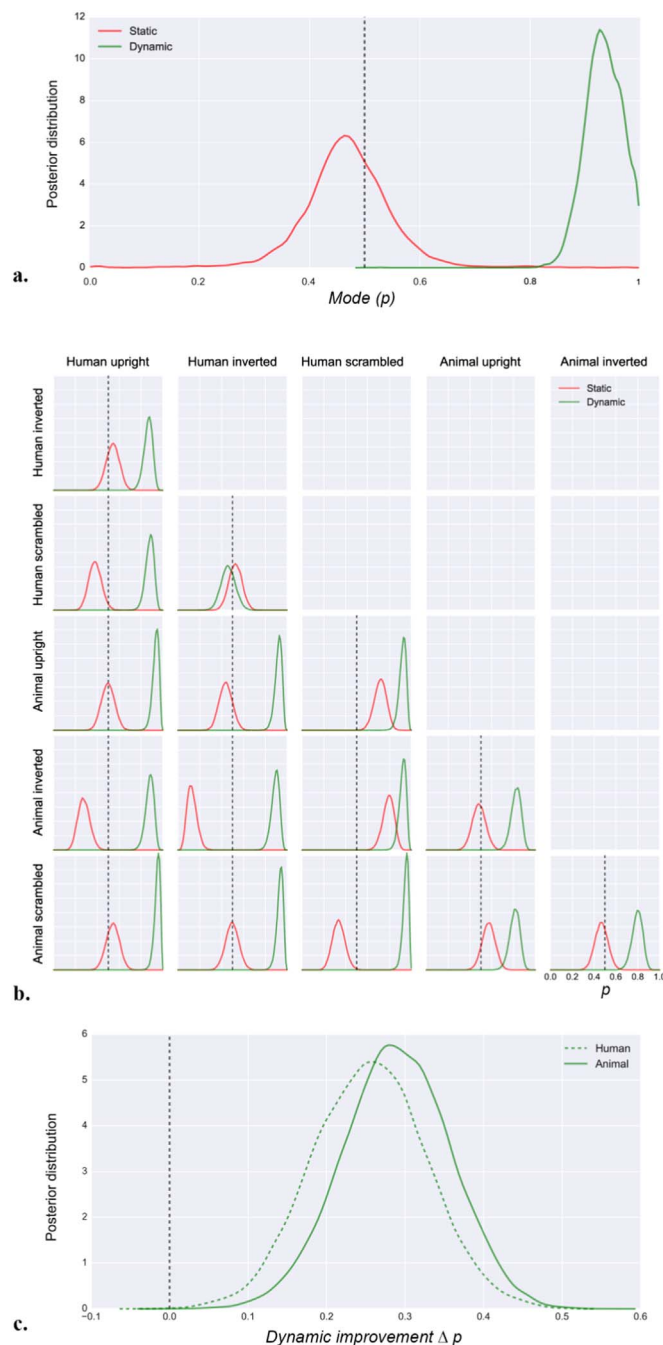 12
10
8
6
4
2
0
Posterior distribution
Static
Dynamic
0.0 0.2 0.4 0.6 0.8 1
Mode (p)
a.
Human upright Human inverted Human scrambled Animal upright Animal inverted
Human inverted
Static
Dynamic
Human scrambled
Animal upright
Animal inverted
Animal scrambled
0.0 0.2 0.4 0.6 0.8 1.0
p
b.
6
5
4
3
2
1
0
Posterior distribution
Human
Animal
−0.1 0.0 0.1 0.2 0.3 0.4 0.5 0.6
Dynamic improvement Δ p
c.